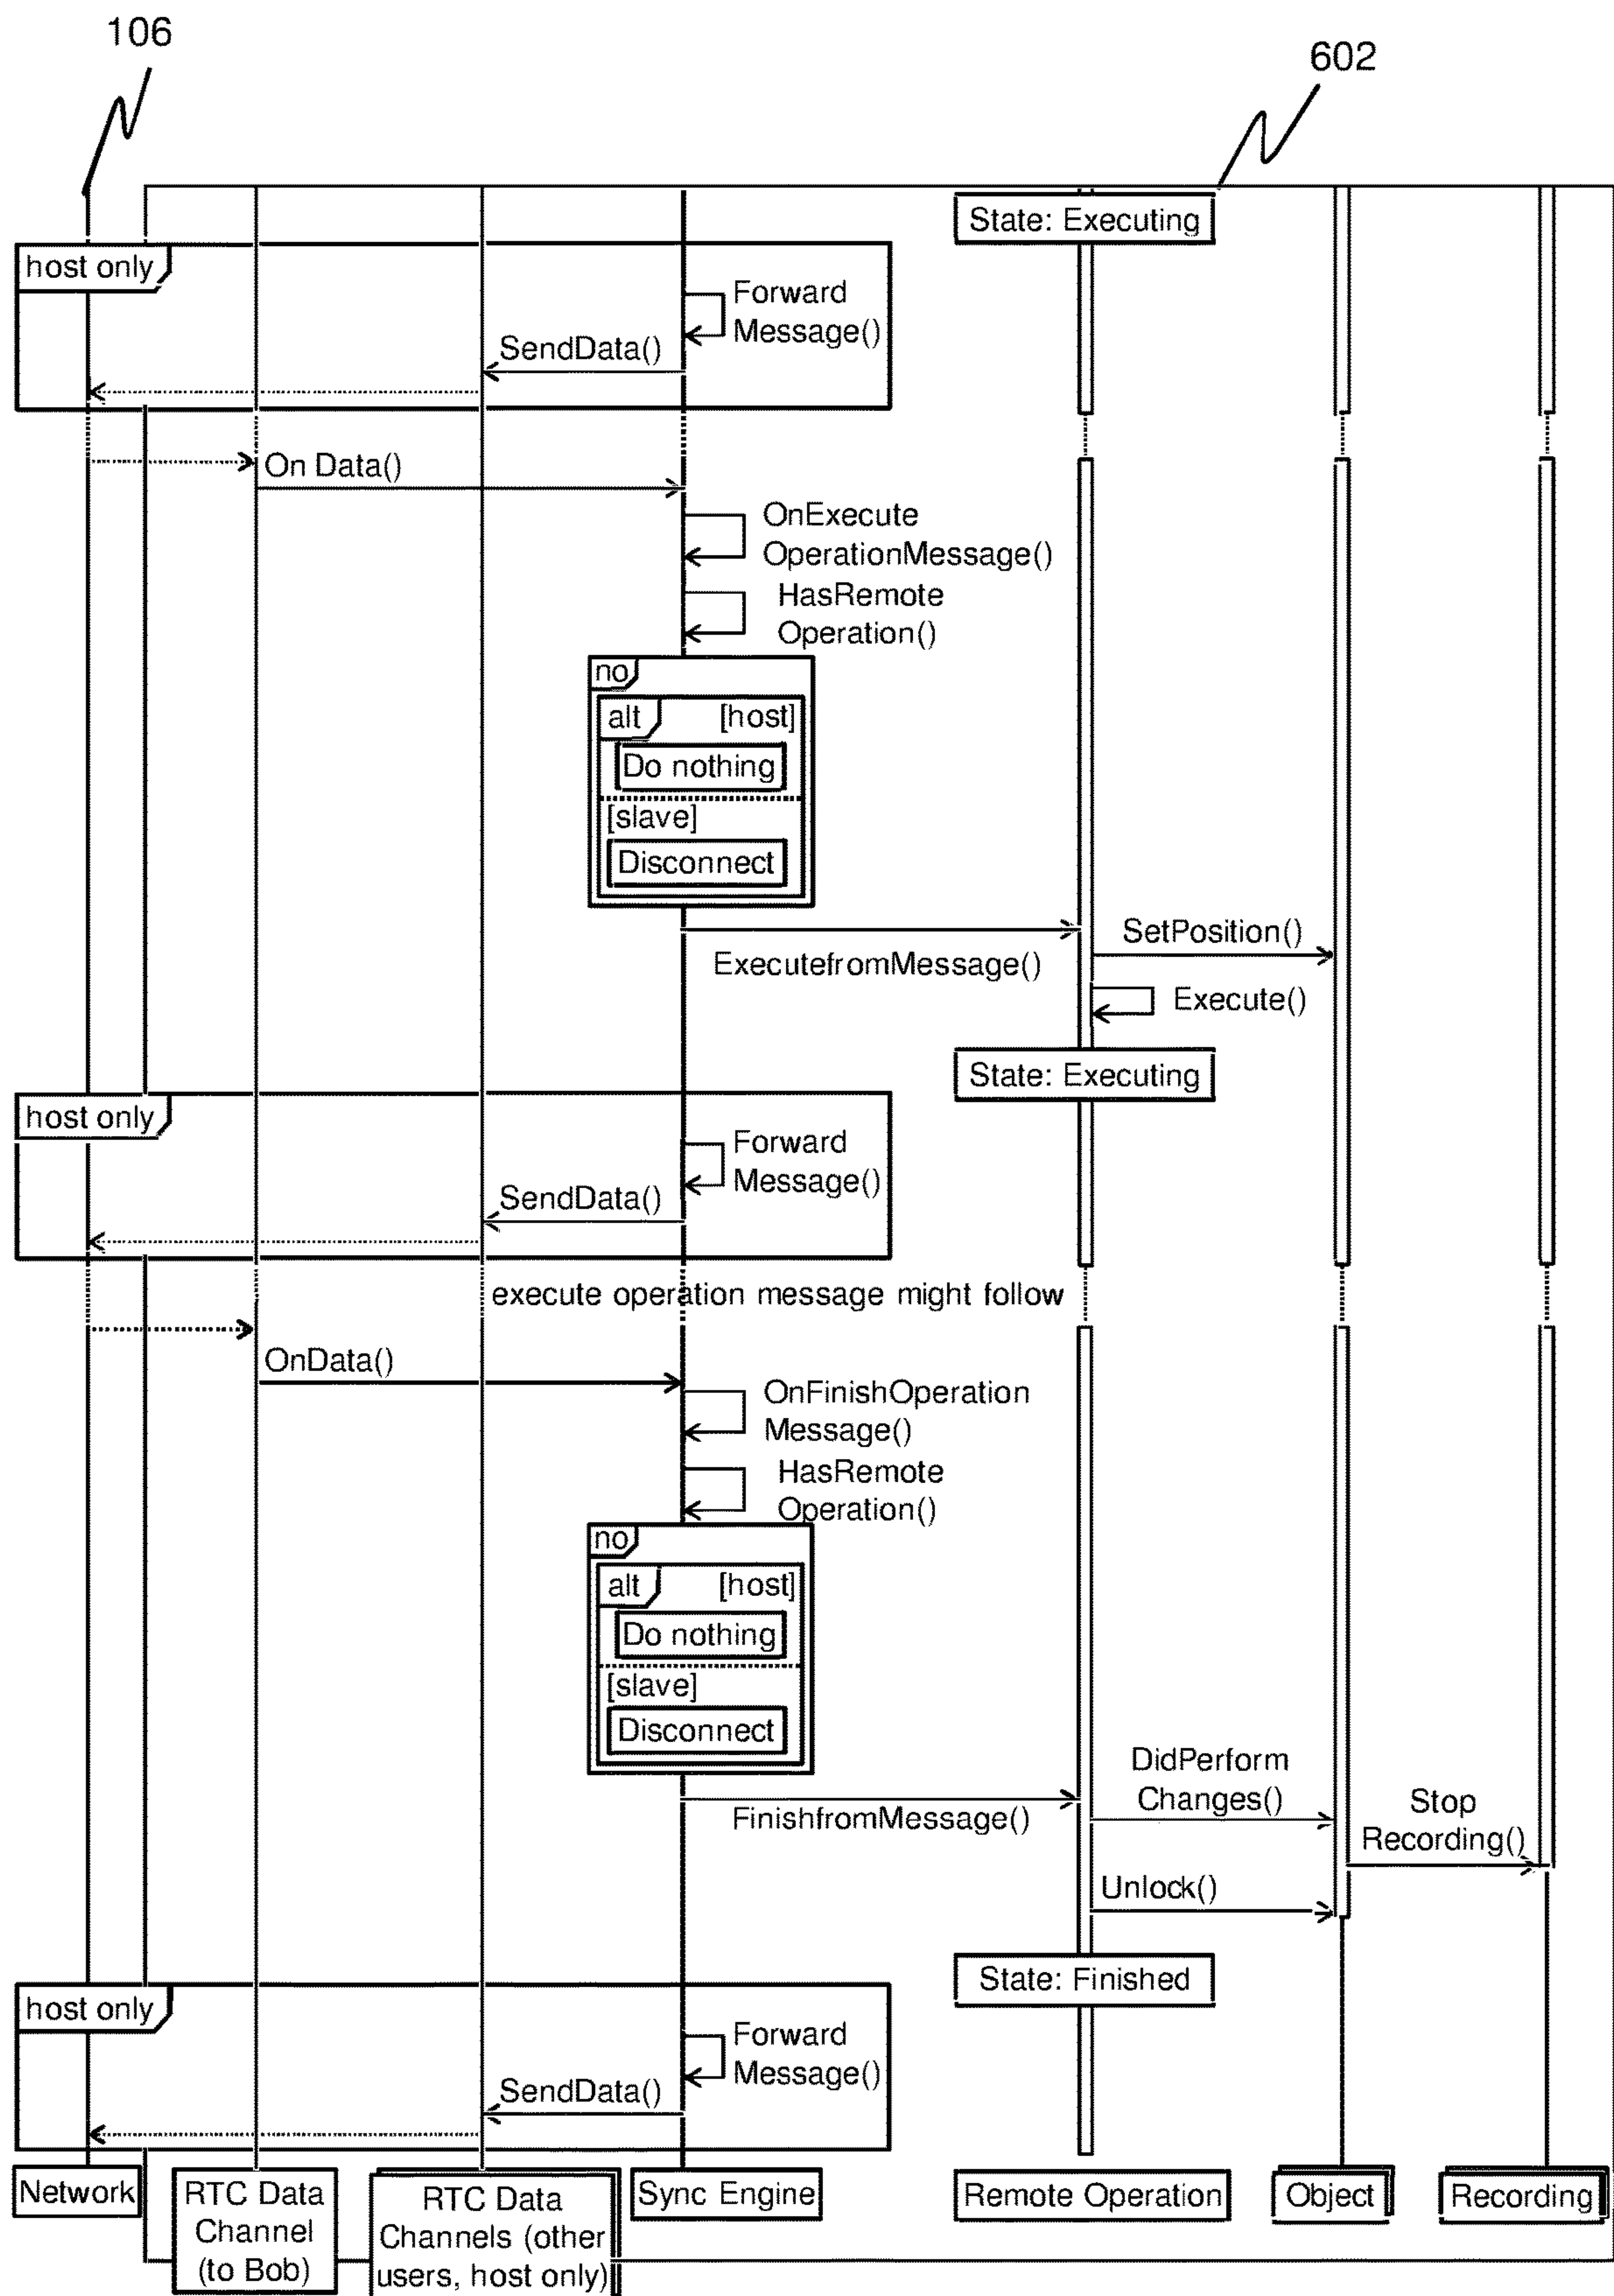 106
602
State: Executing
host only
Forward
Message()
SendData()
On Data()
OnExecute
OperationMessage()
HasRemote
Operation()
no
alt [host]
Do nothing
[slave]
Disconnect
SetPosition()
ExecutefromMessage()
Execute()
State: Executing
host only
Forward
Message()
SendData()
execute operation message might follow
OnData()
OnFinishOperation
Message()
HasRemote
Operation()
no
alt [host]
Do nothing
[slave]
Disconnect
DidPerform
Changes()
FinishfromMessage()
Stop
Recording()
Unlock()
State: Finished
host only
Forward
Message()
SendData()
Network
RTC Data
Channel
(to Bob)
RTC Data
Channels (other
users, host only)
Sync Engine
Remote Operation
Object
Recording